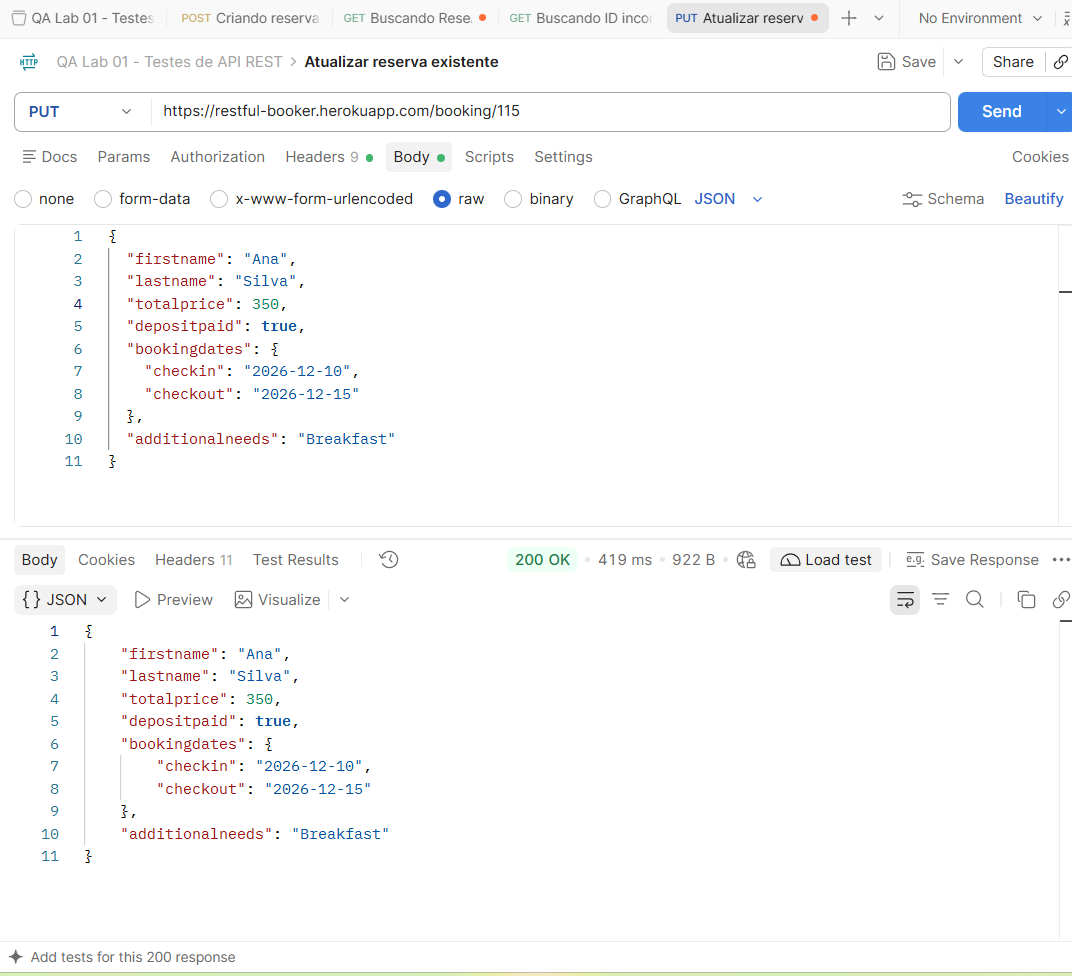 QA Lab 01 - Testes POST Criando reserva GET Buscando Rese GET Buscando ID incor PUT Atualizar reserv No Environment
HTTP QA Lab 01 - Testes de API REST > Atualizar reserva existente Save Share
PUT https://restful-booker.herokuapp.com/booking/115 Send
Docs Params Authorization Headers 9 Body Scripts Settings Cookies
none form-data x-www-form-urlencoded raw binary GraphQL JSON Schema Beautify
1 {
2 "firstname": "Ana",
3 "lastname": "Silva",
4 "totalprice": 350,
5 "depositpaid": true,
6 "bookingdates": {
7 "checkin": "2026-12-10",
8 "checkout": "2026-12-15"
9 },
10 "additionalneeds": "Breakfast"
11 }
Body Cookies Headers 11 Test Results 200 OK • 419 ms • 922 B • Load test e.g. Save Response
{} JSON Preview Visualize
1 {
2 "firstname": "Ana",
3 "lastname": "Silva",
4 "totalprice": 350,
5 "depositpaid": true,
6 "bookingdates": {
7 "checkin": "2026-12-10",
8 "checkout": "2026-12-15"
9 },
10 "additionalneeds": "Breakfast"
11 }
Add tests for this 200 response